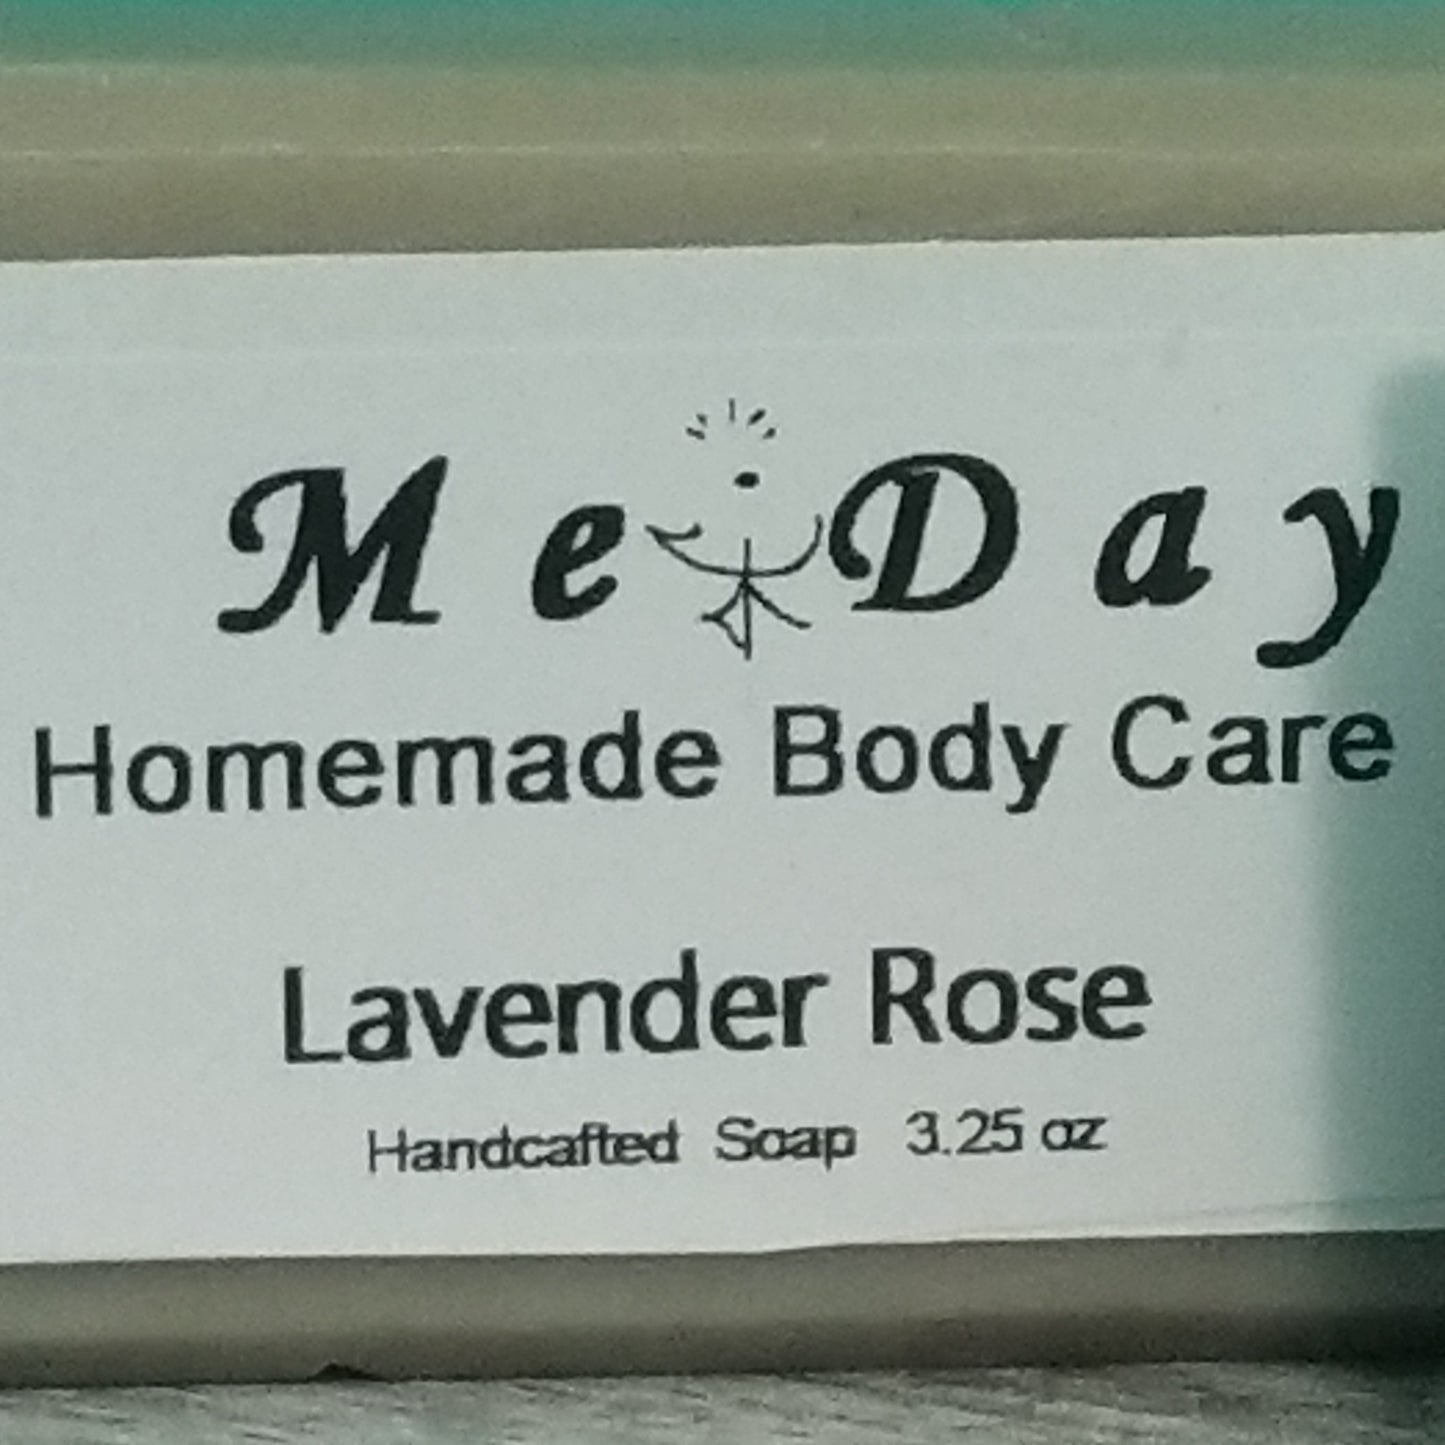 Me Day
Homemade Body Care
Lavender Rose
Handcafted Soap 3.25 oz